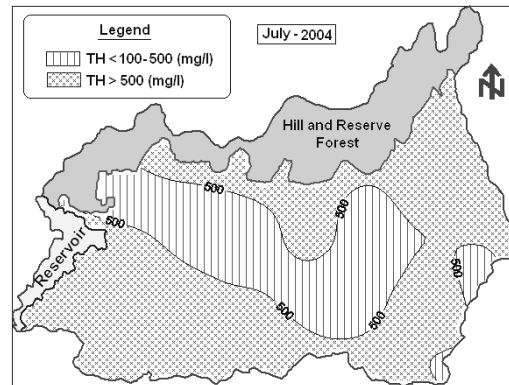 Legend
TH <100-500 (mg/l)
TH > 500 (mg/l)
July - 2004
N
Hill and Reserve
Forest
500
500
500
500
500
500
Reservoir